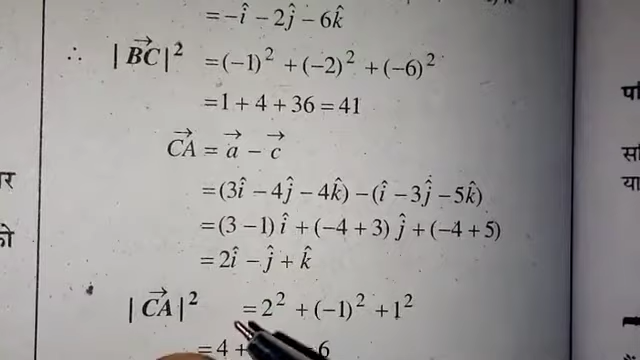 = −î − 2ĵ − 6k̂
∴ |BC⃗|² = (−1)² + (−2)² + (−6)²
= 1 + 4 + 36 = 41
CA⃗ = a⃗ − c⃗
= (3î − 4ĵ − 4k̂) − (î − 3ĵ − 5k̂)
= (3 − 1) î + (−4 + 3) ĵ + (−4 + 5)
= 2î − ĵ + k̂
|CA⃗|² = 2² + (−1)² + 1²
= 4 + 6